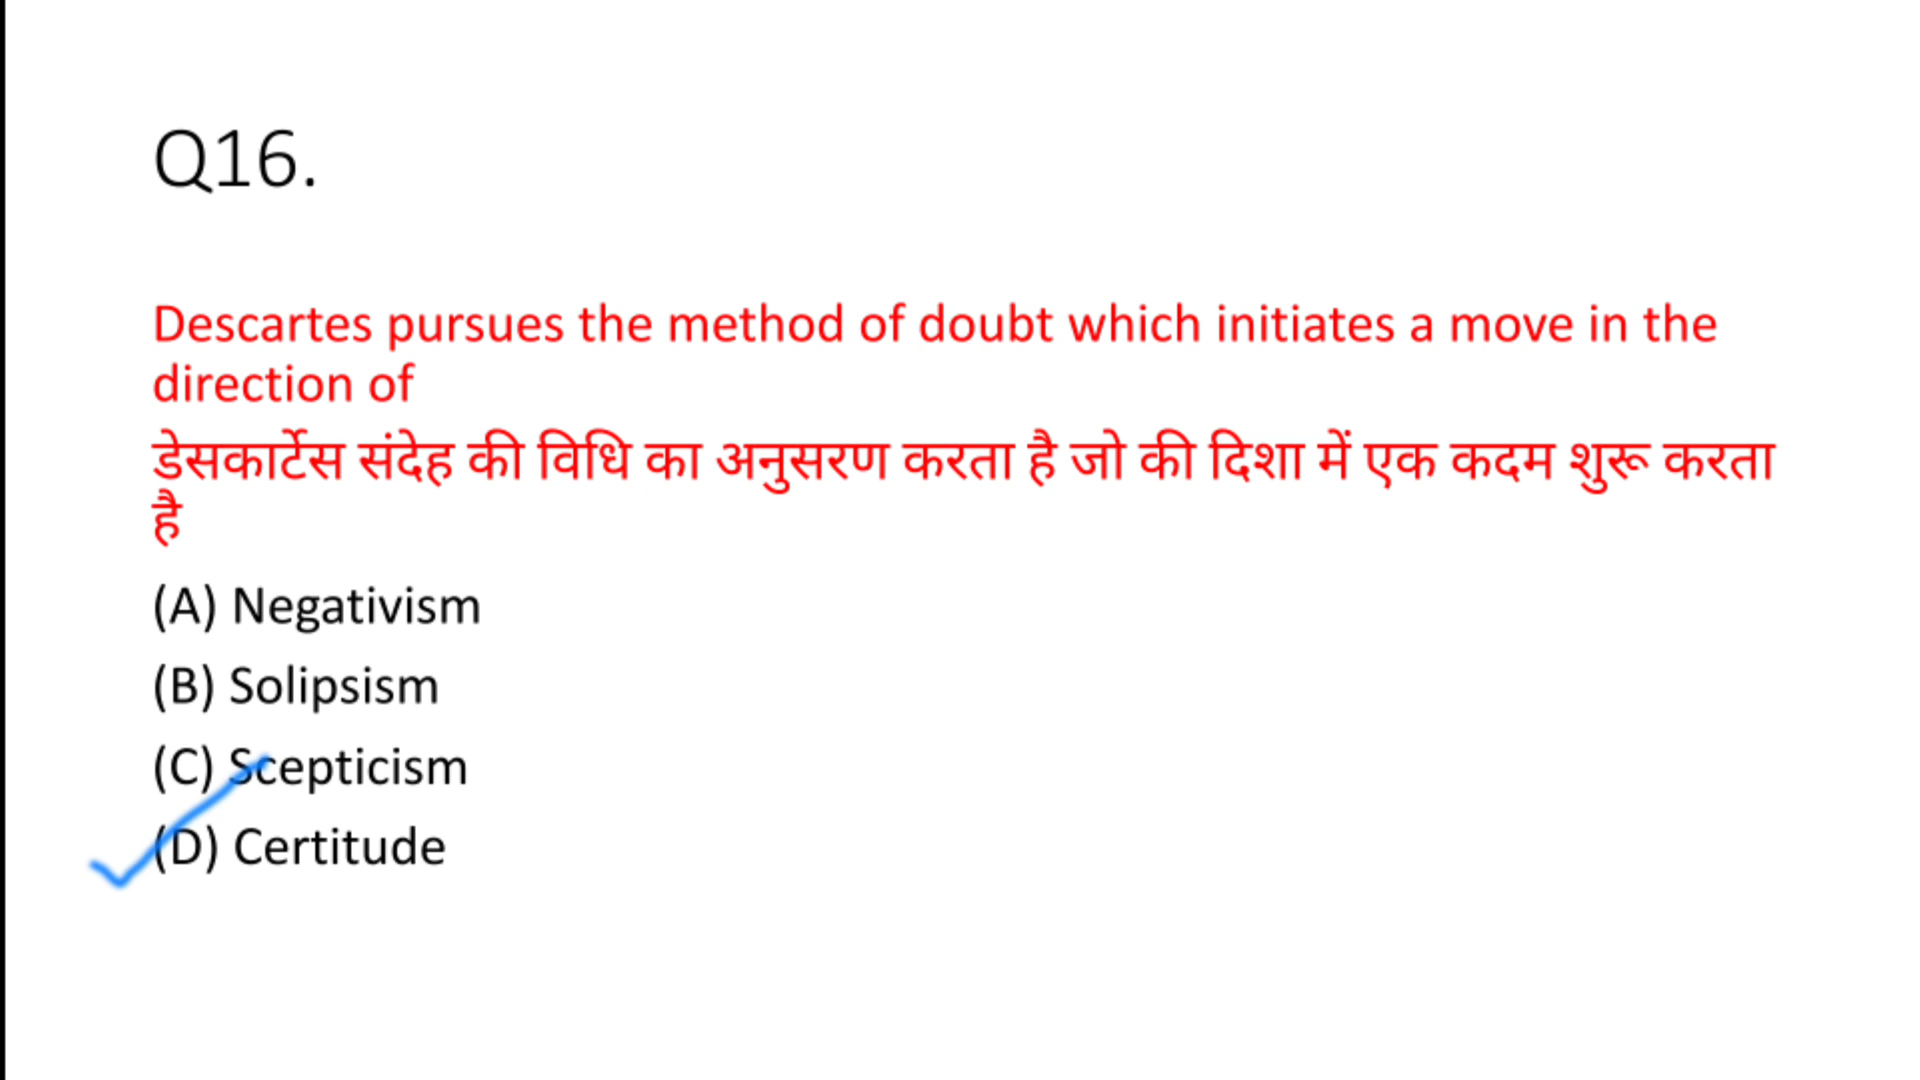 Q16.
Descartes pursues the method of doubt which initiates a move in the
direction of
डेसकार्टेस संदेह की विधि का अनुसरण करता है जो की दिशा में एक कदम शुरू करता
है
(A) Negativism
(B) Solipsism
(C) Scepticism
(D) Certitude